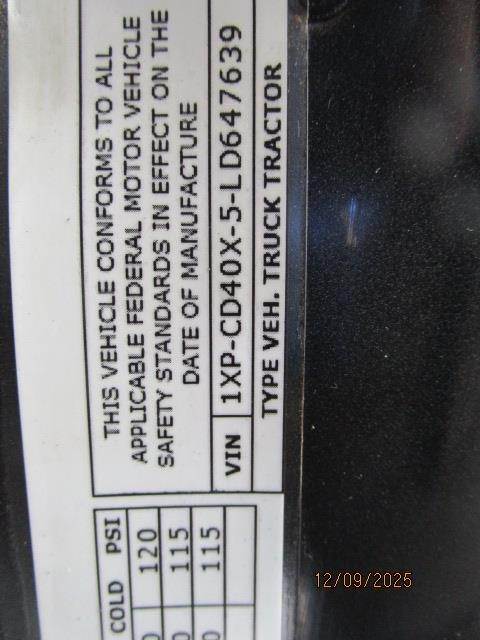 THIS VEHICLE CONFORMS TO ALL
APPLICABLE FEDERAL MOTOR VEHICLE
SAFETY STANDARDS IN EFFECT ON THE
DATE OF MANUFACTURE
VIN 1XP-CD40X-5-LD647639
TYPE VEH. TRUCK TRACTOR
COLD PSI
120
115
115
12/09/2025